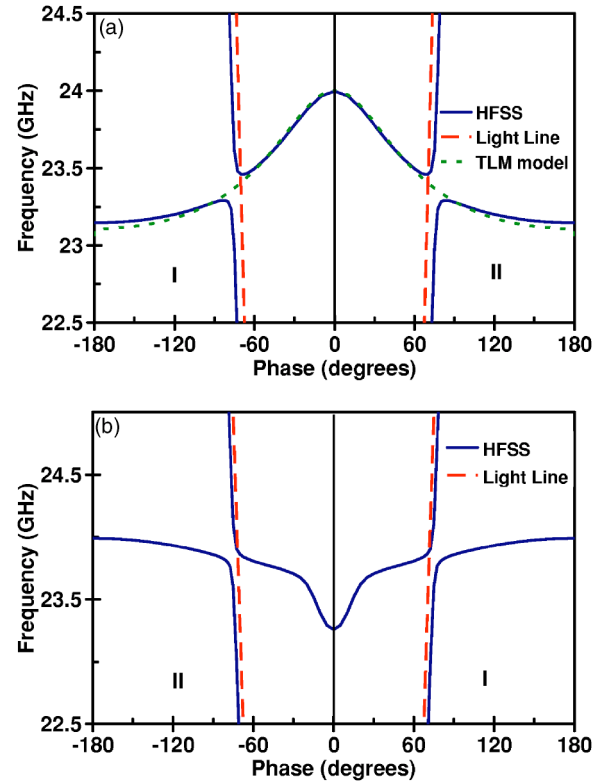 (a)
24.5
24
23.5
23
22.5
Frequency (GHz)
HFSS
Light Line
TLM model
I
II
-180 -120 -60 0 60 120 180
Phase (degrees)
(b)
24.5
23.5
22.5
Frequency (GHz)
HFSS
Light Line
II
I
-180 -120 -60 0 60 120 180
Phase (degrees)